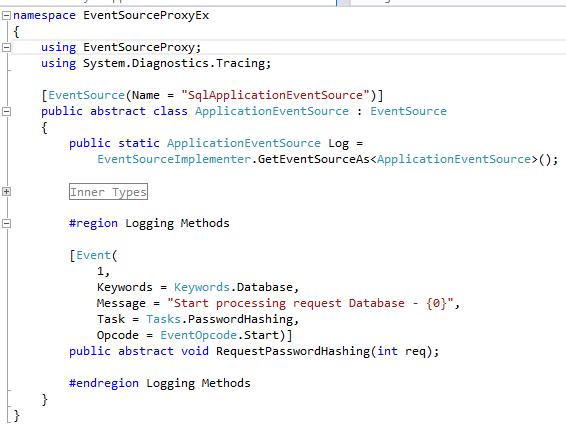 namespace EventSourceProxyEx
{
using EventSourceProxy;
using System.Diagnostics.Tracing;
[EventSource(Name = "SqlApplicationEventSource")]
public abstract class ApplicationEventSource : EventSource
{
public static ApplicationEventSource Log =
EventSourceImplementer.GetEventSourceAs<ApplicationEventSource>();
Inner Types
#region Logging Methods
[Event(
1,
Keywords = Keywords.Database,
Message = "Start processing request Database - {0}",
Task = Tasks.PasswordHashing,
Opcode = EventOpcode.Start)]
public abstract void RequestPasswordHashing(int req);
#endregion Logging Methods
}
}